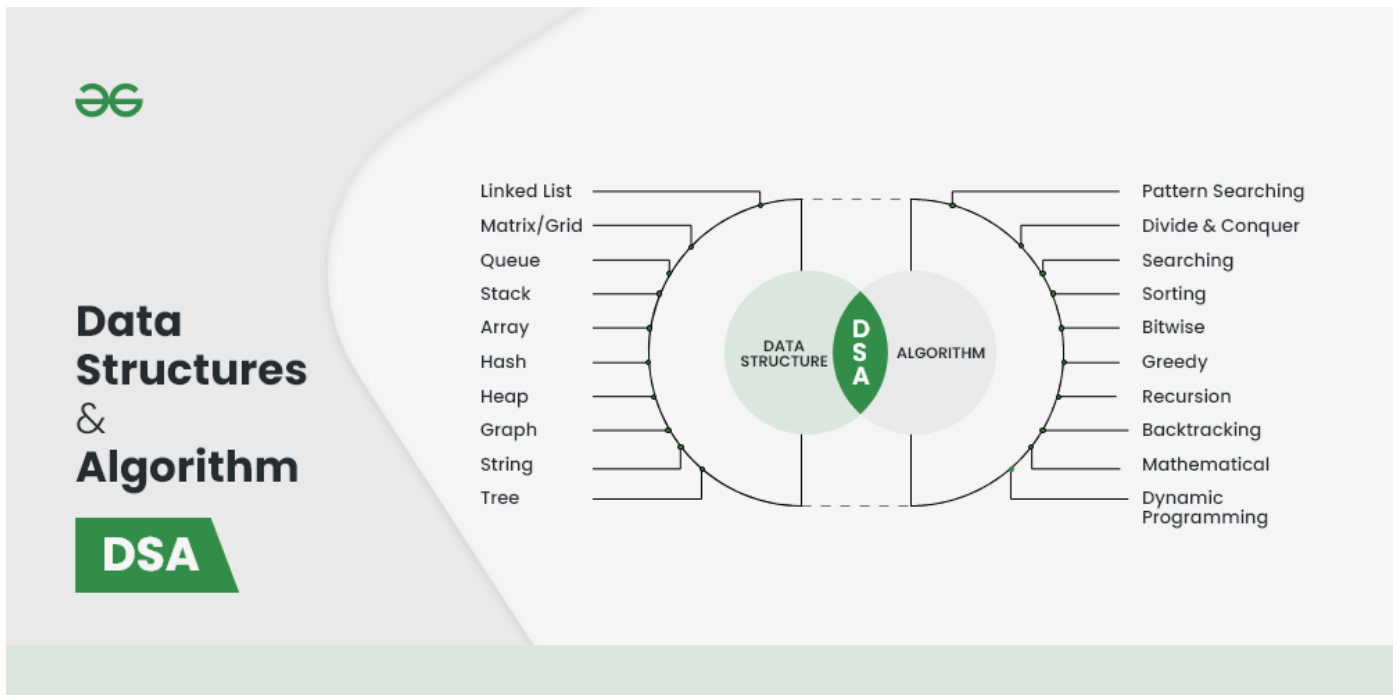 Data
Structures
&
Algorithm
DSA
Linked List
Matrix/Grid
Queue
Stack
Array
Hash
Heap
Graph
String
Tree
DATA
STRUCTURE
D
S
A
ALGORITHM
Pattern Searching
Divide & Conquer
Searching
Sorting
Bitwise
Greedy
Recursion
Backtracking
Mathematical
Dynamic
Programming